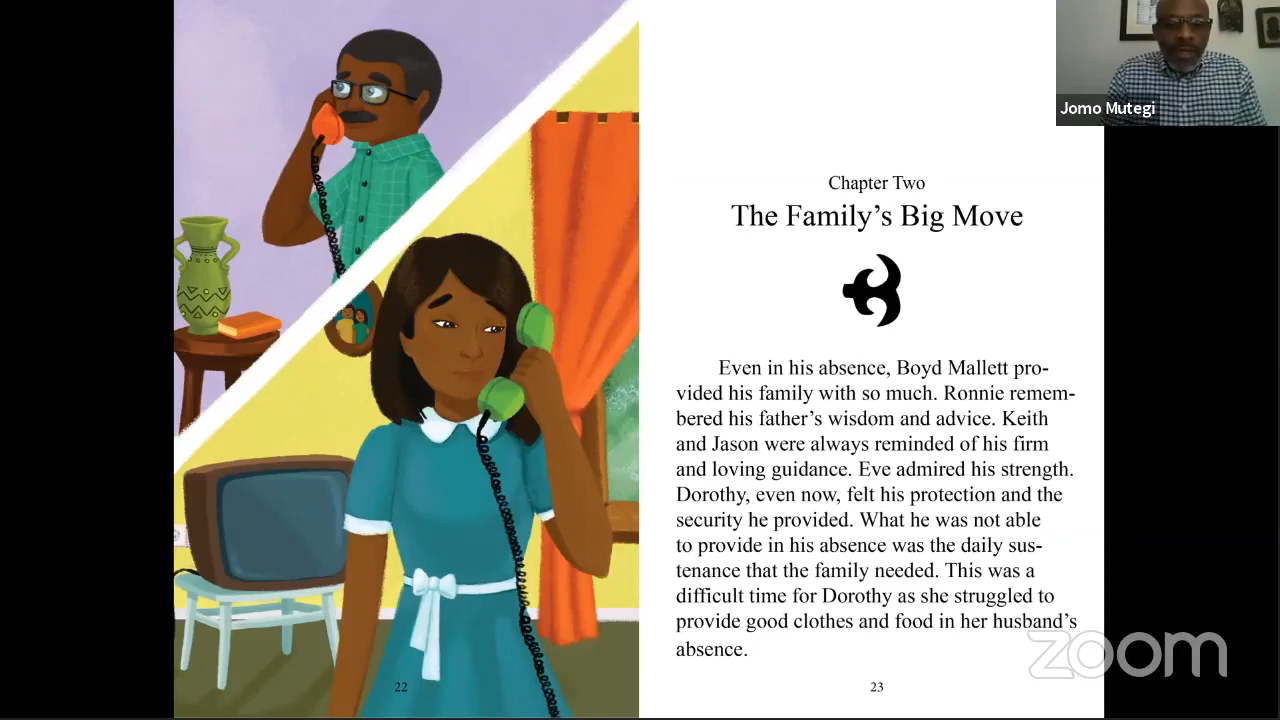 Jomo Mutegi
Chapter Two
The Family's Big Move
Even in his absence, Boyd Mallett pro-
vided his family with so much. Ronnie remem-
bered his father's wisdom and advice. Keith
and Jason were always reminded of his firm
and loving guidance. Eve admired his strength.
Dorothy, even now, felt his protection and the
security he provided. What he was not able
to provide in his absence was the daily sus-
tenance that the family needed. This was a
difficult time for Dorothy as she struggled to
provide good clothes and food in her husband's
absence.
22
23
zoom